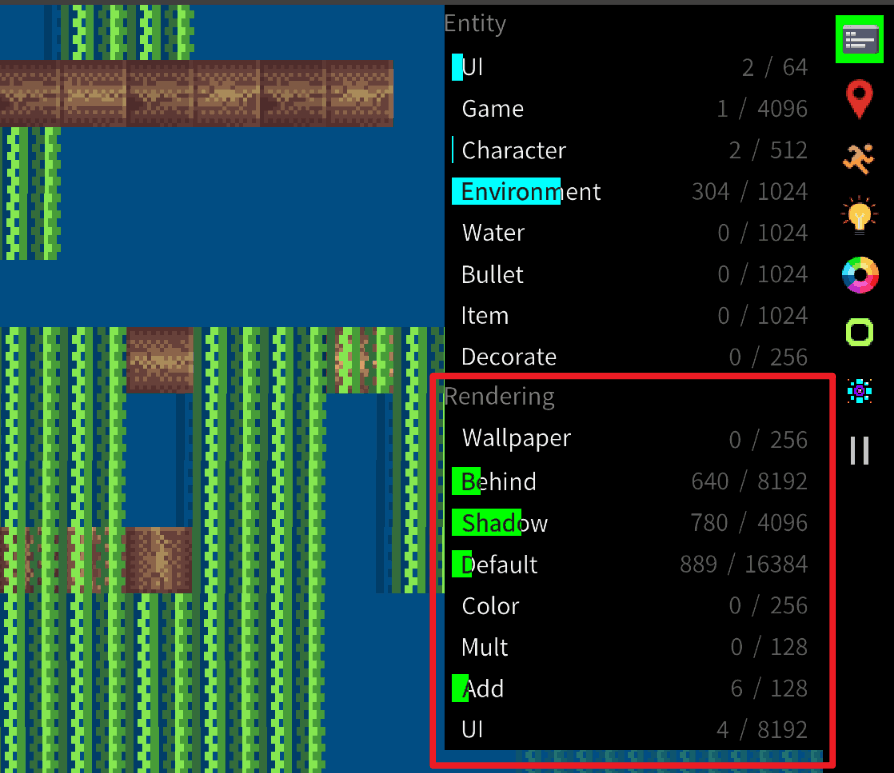 Entity
UI 2 / 64
Game 1 / 4096
Character 2 / 512
Environment 304 / 1024
Water 0 / 1024
Bullet 0 / 1024
Item 0 / 1024
Decorate 0 / 256
Rendering
Wallpaper 0 / 256
Behind 640 / 8192
Shadow 780 / 4096
Default 889 / 16384
Color 0 / 256
Mult 0 / 128
Add 6 / 128
UI 4 / 8192